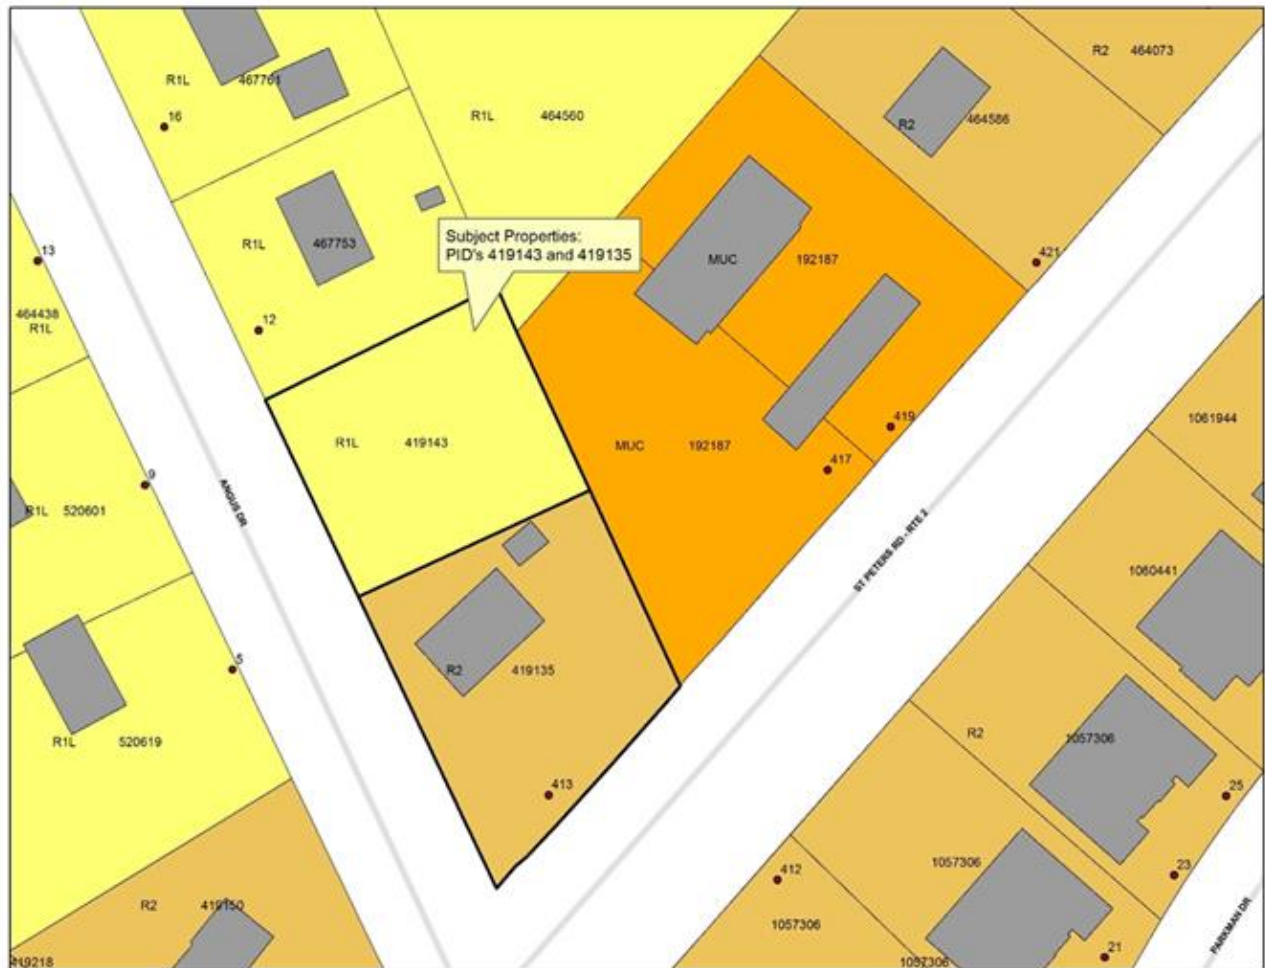 R2 464073
R1L 467761
R1L 464560
16
R2 464586
R1L 467753
Subject Properties:
PID's 419143 and 419135
13
421
MUC 192187
464438
R1L
12
419
1061944
R1L 419143
MUC 192187
417
9
R1L 520601
ANGUS DR
ST PETERS RD - RTE 2
1060441
5
R2 419135
R1L 520619
R2 1057306
413
25
1057306
412
23
R2 419150
1057306
PARKMAN DR
21
419218
1057306